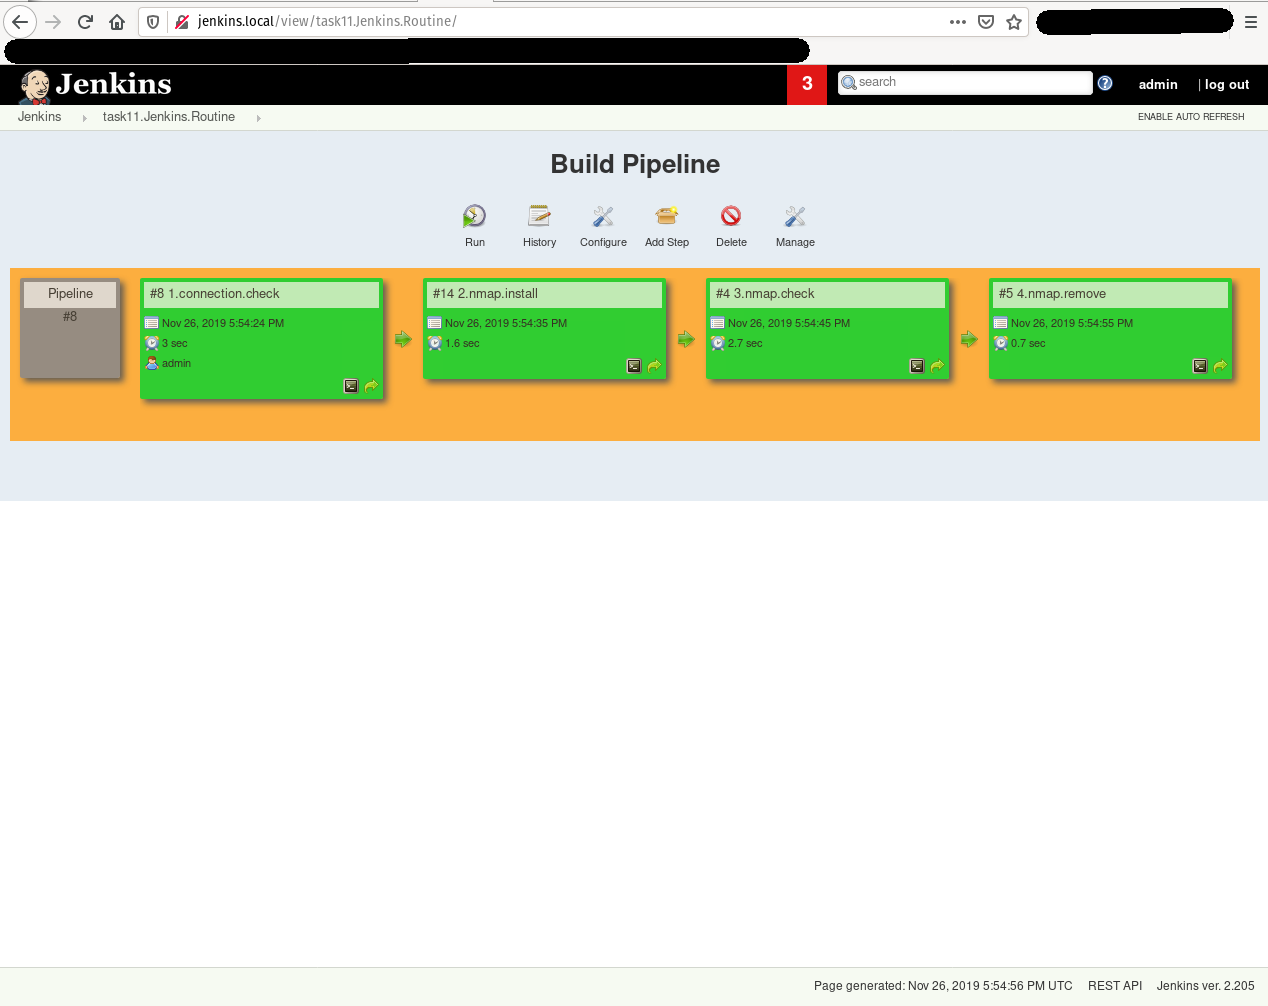 jenkins.local/view/task11.Jenkins.Routine/
Jenkins
3
search
admin
| log out
Jenkins
task11.Jenkins.Routine
ENABLE AUTO REFRESH
Build Pipeline
Run
History
Configure
Add Step
Delete
Manage
Pipeline
#8
#8 1.connection.check
Nov 26, 2019 5:54:24 PM
3 sec
admin
#14 2.nmap.install
Nov 26, 2019 5:54:35 PM
1.6 sec
#4 3.nmap.check
Nov 26, 2019 5:54:45 PM
2.7 sec
#5 4.nmap.remove
Nov 26, 2019 5:54:55 PM
0.7 sec
Page generated: Nov 26, 2019 5:54:56 PM UTC
REST API
Jenkins ver. 2.205